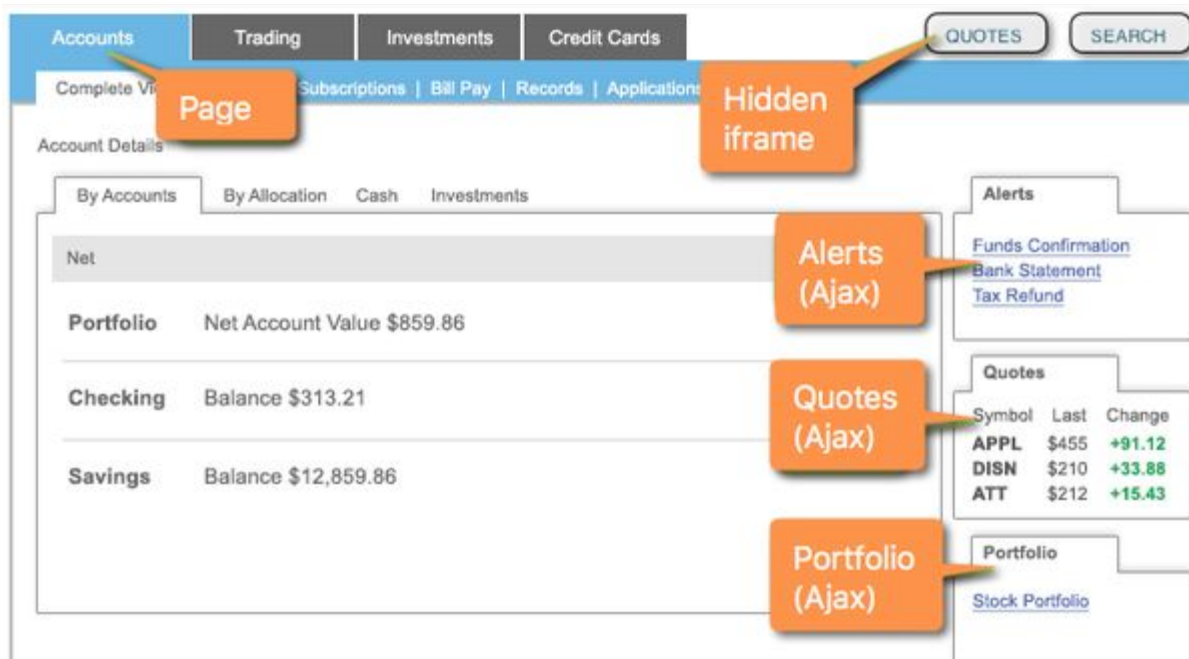 Accounts Trading Investments Credit Cards QUOTES SEARCH
Complete Subscriptions | Bill Pay | Records |
Page
Hidden
iframe
Account Details
By Accounts By Allocation Cash Investments
Net
Portfolio Net Account Value $859.86
Checking Balance $313.21
Savings Balance $12,859.86
Alerts
(Ajax)
Quotes
(Ajax)
Portfolio
(Ajax)
Alerts
Funds Confirmation
Bank Statement
Tax Refund
Quotes
Symbol Last Change
APPL $455 +91.12
DISN $210 +33.88
ATT $212 +15.43
Portfolio
Stock Portfolio